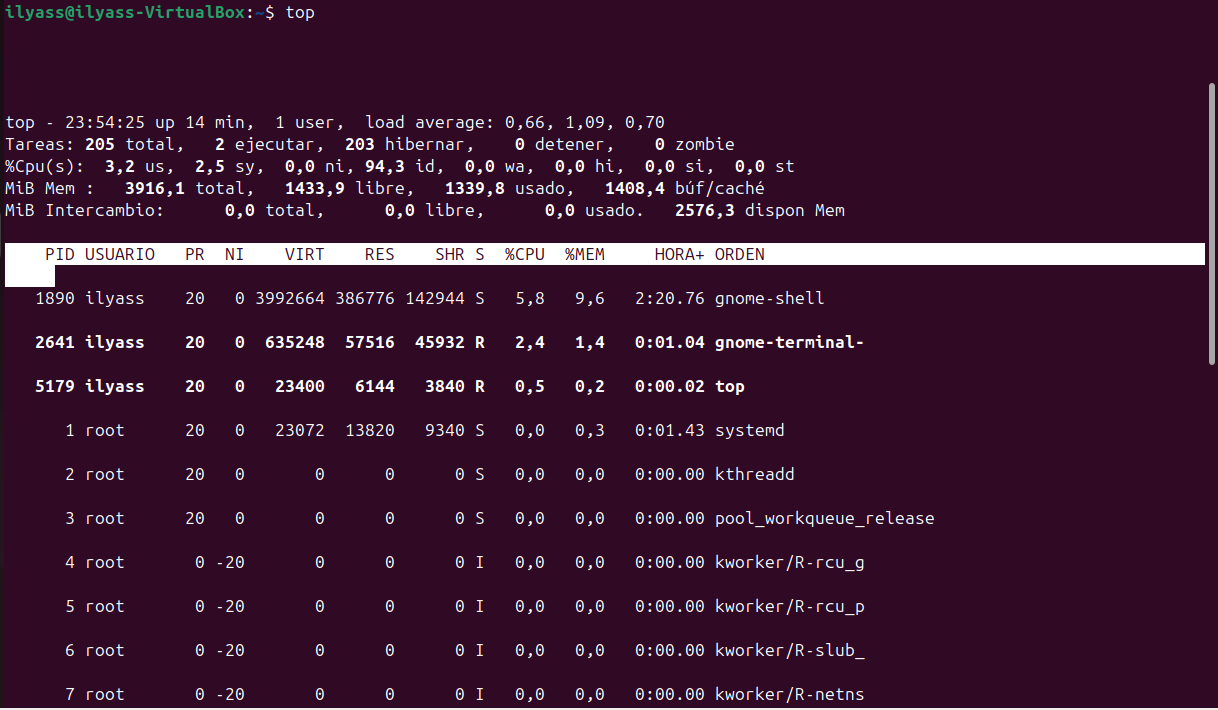 ilyass@ilyass-VirtualBox:~$ top
top - 23:54:25 up 14 min,  1 user,  load average: 0,66, 1,09, 0,70
Tareas: 205 total,   2 ejecutar,  203 hibernar,    0 detener,    0 zombie
%Cpu(s):  3,2 us,  2,5 sy,  0,0 ni, 94,3 id,  0,0 wa,  0,0 hi,  0,0 si,  0,0 st
MiB Mem :   3916,1 total,   1433,9 libre,   1339,8 usado,   1408,4 búf/caché
MiB Intercambio:      0,0 total,      0,0 libre,      0,0 usado.   2576,3 dispon Mem
    PID USUARIO   PR  NI    VIRT    RES    SHR S  %CPU  %MEM     HORA+ ORDEN
   1890 ilyass    20   0 3992664 386776 142944 S   5,8   9,6   2:20.76 gnome-shell
   2641 ilyass    20   0  635248  57516  45932 R   2,4   1,4   0:01.04 gnome-terminal-
   5179 ilyass    20   0   23400   6144   3840 R   0,5   0,2   0:00.02 top
      1 root      20   0   23072  13820   9340 S   0,0   0,3   0:01.43 systemd
      2 root      20   0       0      0      0 S   0,0   0,0   0:00.00 kthreadd
      3 root      20   0       0      0      0 S   0,0   0,0   0:00.00 pool_workqueue_release
      4 root       0 -20       0      0      0 I   0,0   0,0   0:00.00 kworker/R-rcu_g
      5 root       0 -20       0      0      0 I   0,0   0,0   0:00.00 kworker/R-rcu_p
      6 root       0 -20       0      0      0 I   0,0   0,0   0:00.00 kworker/R-slub_
      7 root       0 -20       0      0      0 I   0,0   0,0   0:00.00 kworker/R-netns